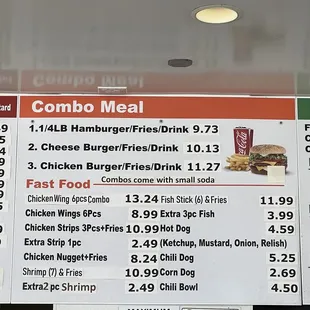 Combo Meal
1.1/4LB Hamburger/Fries/Drink 9.73
2. Cheese Burger/Fries/Drink 10.13
3. Chicken Burger/Fries/Drink 11.27
Combos come with small soda
Fast Food
Chicken Wing 6pcs Combo 13.24
Chicken Wings 6Pcs 8.99
Chicken Strips 3Pcs+Fries 10.99
Extra Strip 1pc 2.49
Chicken Nugget+Fries 8.24
Shrimp (7) & Fries 10.99
Extra2 pc Shrimp 2.49
Fish Stick (6) & Fries 11.99
Extra 3pc Fish 3.99
Hot Dog 4.59
(Ketchup, Mustard, Onion, Relish)
Chili Dog 5.25
Corn Dog 2.69
Chili Bowl 4.50
MAXIMUM